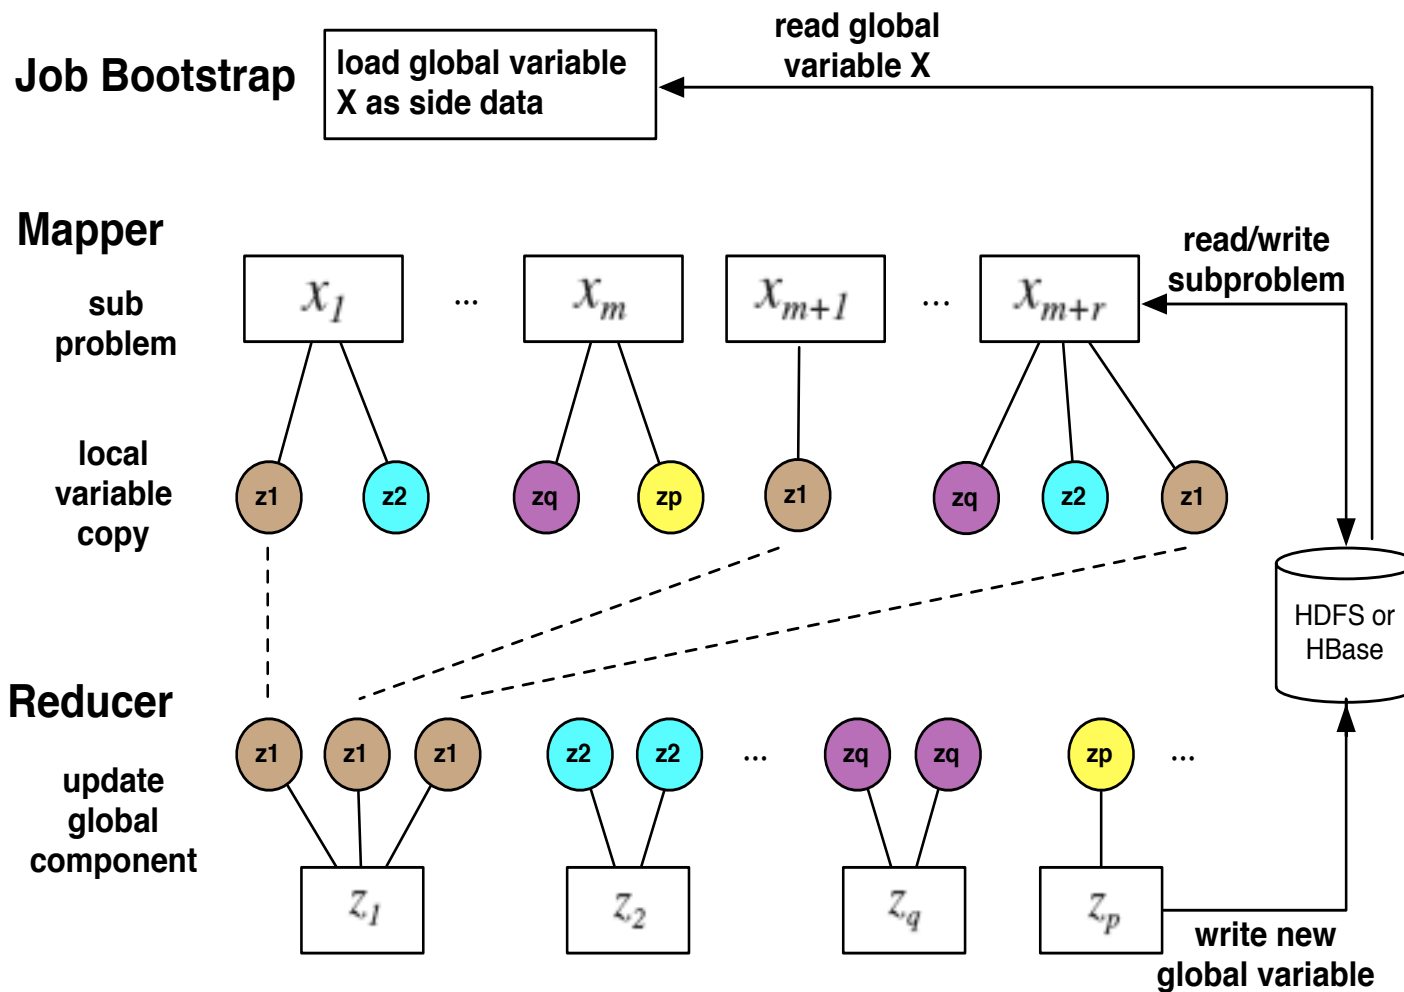 read global
variable X
Job Bootstrap
load global variable
X as side data
Mapper
read/write
subproblem
sub
problem
x1
...
xm
xm+1
...
xm+r
local
variable
copy
z1
z2
zq
zp
z1
zq
z2
z1
HDFS or
HBase
Reducer
update
global
component
z1
z1
z1
z2
z2
...
zq
zq
zp
...
z1
z2
zq
zp
write new
global variable